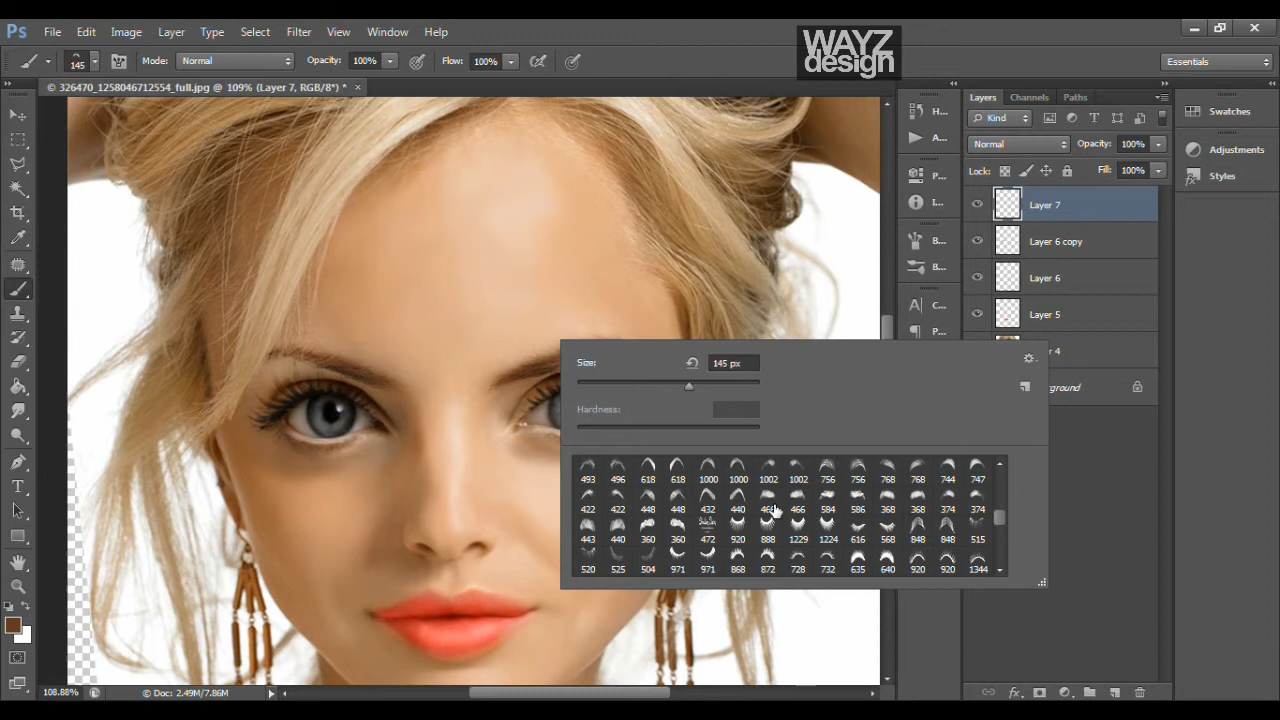 Ps File Edit Image Layer Type Select Filter View Window Help
WAYZ
design
145 Mode: Normal Opacity: 100% Flow: 100% Essentials
© 326470_1258046712554_full.jpg @ 109% (Layer 7, RGB/8*) * ×
H...
A...
P...
I...
B...
B...
C...
P...
Layers Channels Paths
Kind
Normal Opacity: 100%
Lock: Fill: 100%
Layer 7
Layer 6 copy
Layer 6
Layer 5
4
Swatches
Adjustments
Styles
Size: 145 px
Hardness:
493 496 618 618 1000 1000 1002 1002 756 756 768 768 744 747
422 422 448 448 432 440 466 584 586 368 368 374 374
443 440 360 360 472 920 888 1229 1224 616 568 848 848 515
520 525 504 971 971 868 872 728 732 635 640 920 920 1344
108.88% © Doc: 2.49M/7.86M